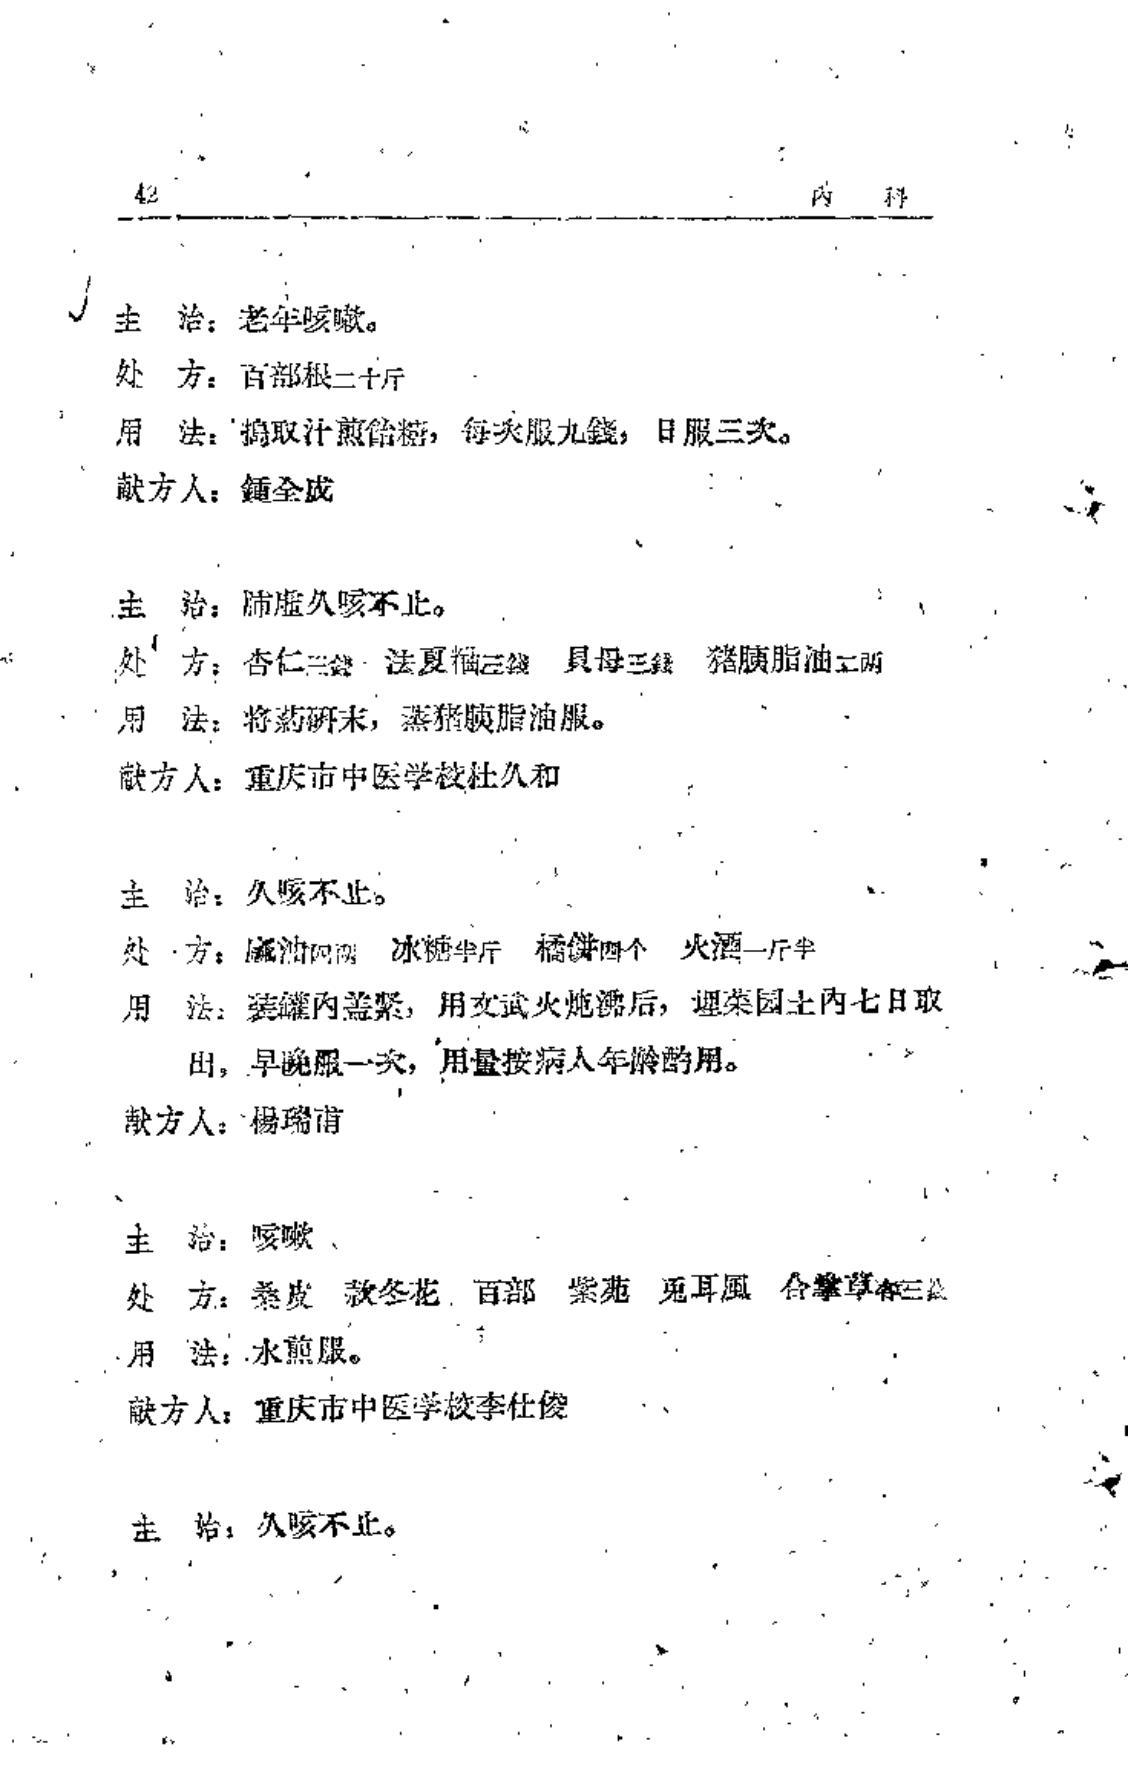 42 内　科
主　治：老年咳嗽。
处　方：百部根二十斤
用　法：搗取汁煎飴糖，每次服九錢，日服三次。
献方人：鍾全成
主　治：肺虛久咳不止。
处　方：杏仁三錢　法夏三錢　貝母三錢　猪胰脂油二両
用　法：将药研末，蒸猪胰脂油服。
献方人：重庆市中医学校杜久和
主　治：久咳不止。
处　方：麻油四両　冰糖半斤　橘餅四个　火酒一斤半
用　法：装罐内盖紧，用文武火炖沸后，埋菜园土内七日取
出，早晚服一次，用量按病人年齡酌用。
献方人：楊瑞甫
主　治：咳嗽
处　方：桑皮　款冬花　百部　紫苑　兎耳風　合掌草各三錢
用　法：水煎服。
献方人：重庆市中医学校李仕俊
主　治：久咳不止。